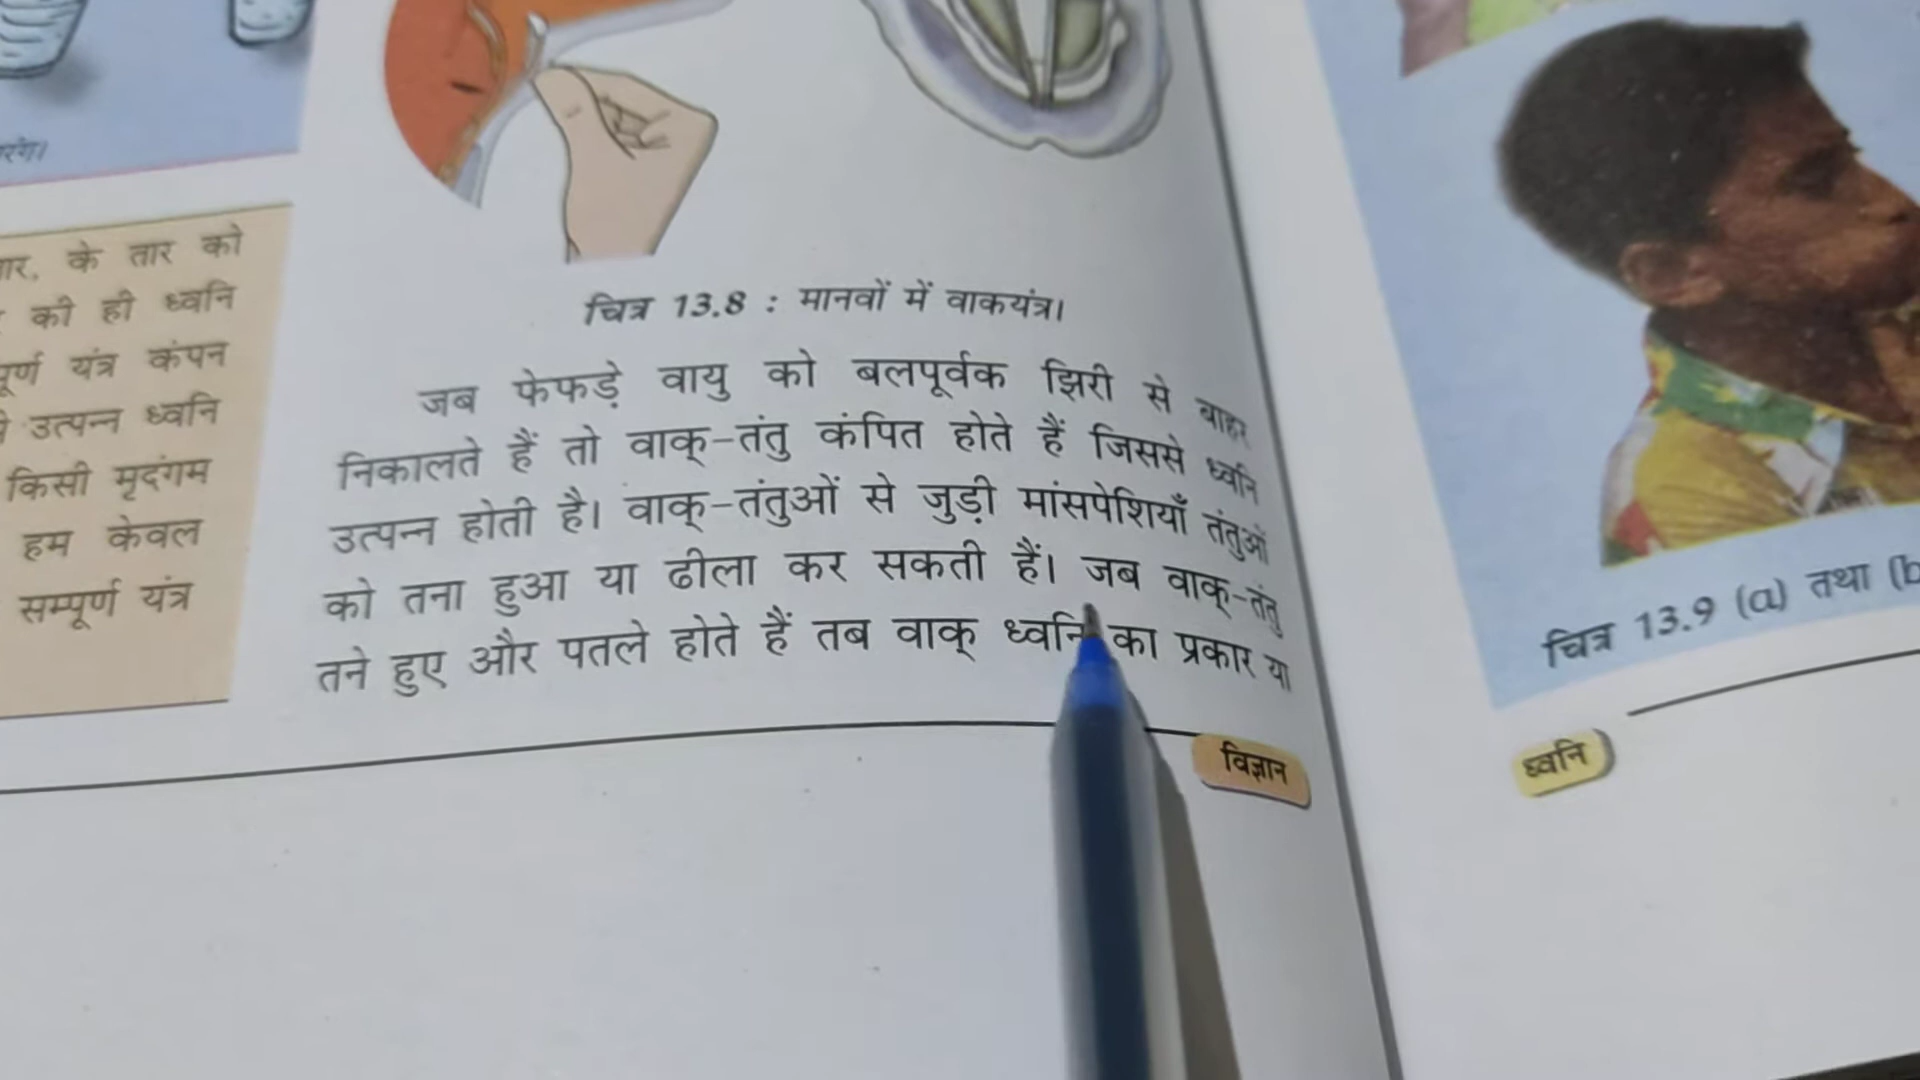 रंग।
के तार को
की ही ध्वनि
यंत्र कंपन
उत्पन्न ध्वनि
किसी मृदंगम
हम केवल
सम्पूर्ण यंत्र
चित्र 13.8 : मानवों में वाकयंत्र।
जब फेफड़े वायु को बलपूर्वक झिरी से बाहर
निकालते हैं तो वाक्-तंतु कंपित होते हैं जिससे ध्वनि
उत्पन्न होती है। वाक्-तंतुओं से जुड़ी मांसपेशियाँ तंतुओं
को तना हुआ या ढीला कर सकती हैं। जब वाक्-तंतु
तने हुए और पतले होते हैं तब वाक् ध्वनि का प्रकार या
विज्ञान
चित्र 13.9 (a) तथा (b
ध्वनि